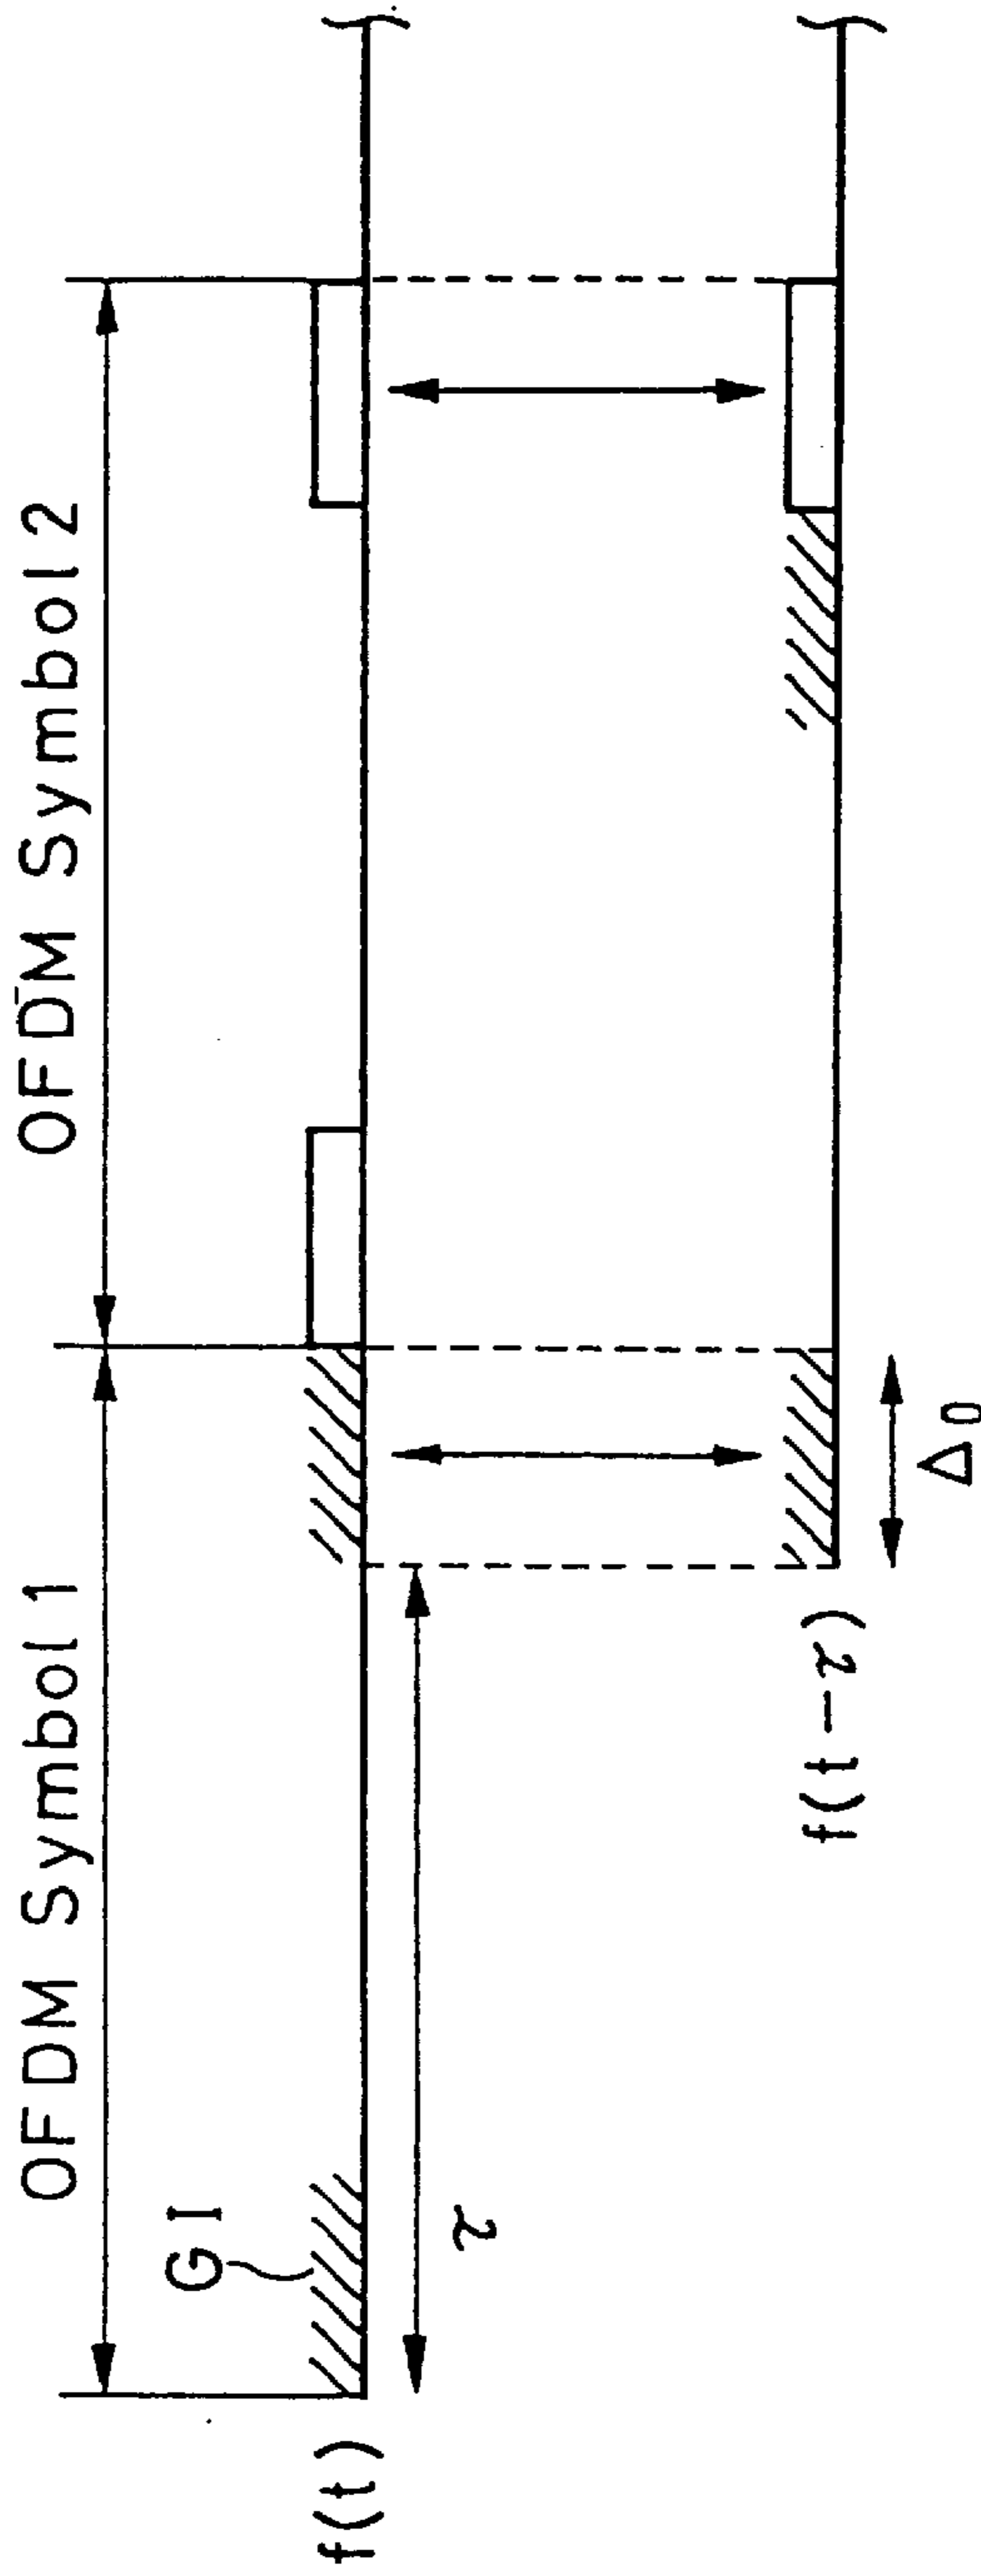 OFDM Symbol 1
OFDM Symbol 2
GI
f(t)
τ
f(t-τ)
Δ0